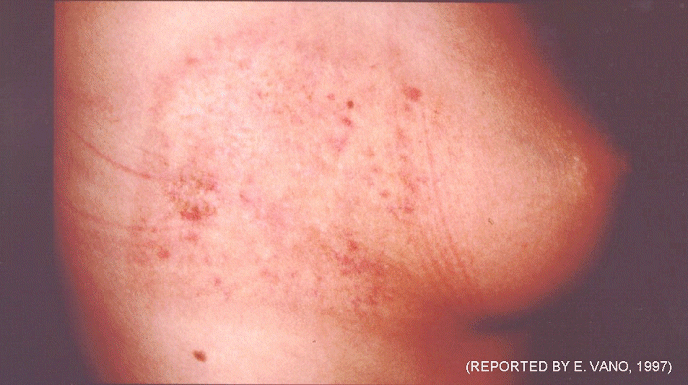 (REPORTED BY E. VANO, 1997)